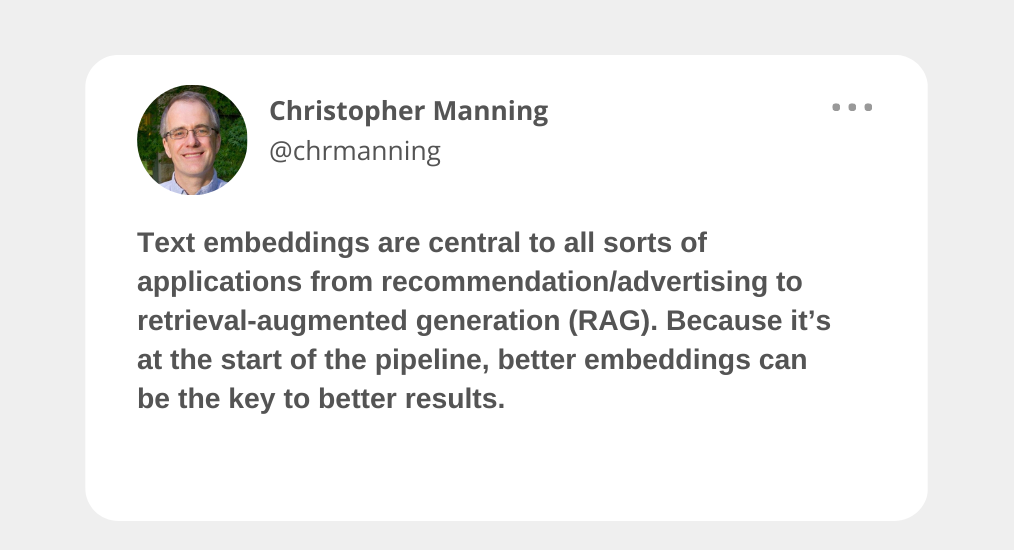 Christopher Manning
@chrmanning
Text embeddings are central to all sorts of
applications from recommendation/advertising to
retrieval-augmented generation (RAG). Because it’s
at the start of the pipeline, better embeddings can
be the key to better results.